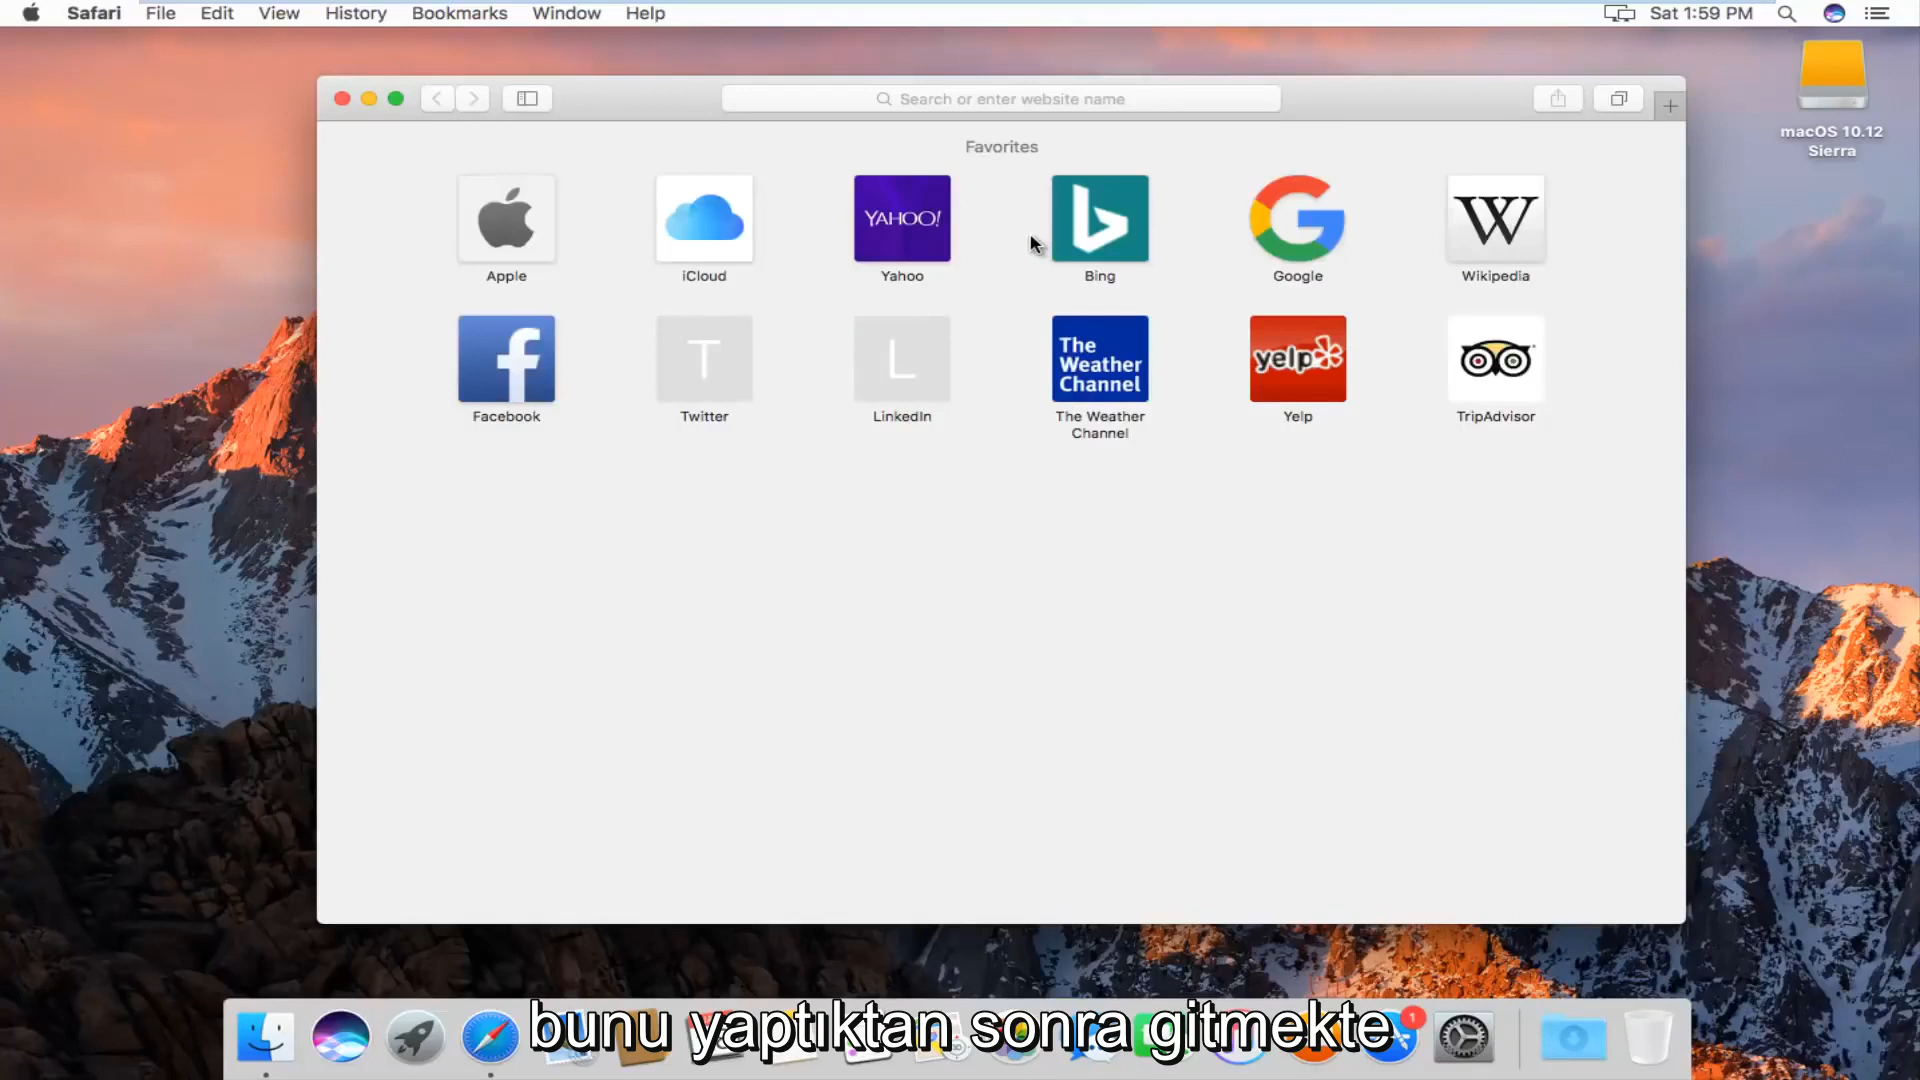 Safari File Edit View History Bookmarks Window Help Sat 1:59 PM
Search or enter website name
macOS 10.12
Sierra
Favorites
YAHOO!
W
Apple iCloud Yahoo Bing Google Wikipedia
f T L The
Weather
Channel yelp
Facebook Twitter LinkedIn The Weather
Channel Yelp TripAdvisor
1
bunu yaptıktan sonra gitmekte